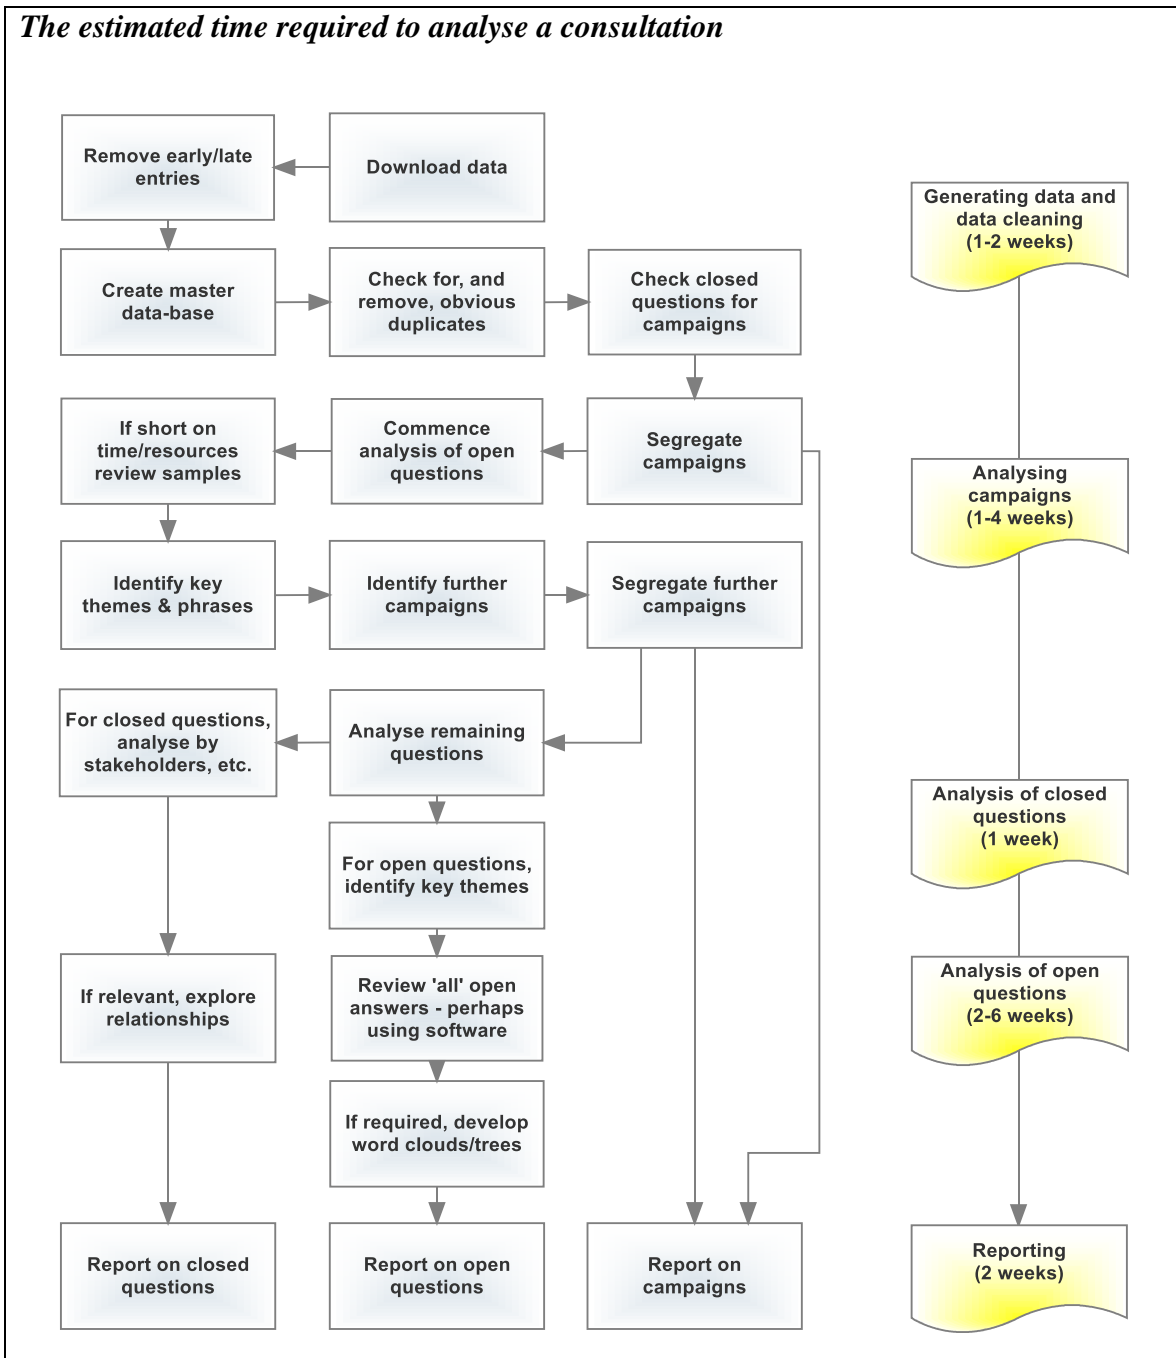 The estimated time required to analyse a consultation
Remove early/late
entries
Download data
Generating data and
data cleaning
(1-2 weeks)
Create master
data-base
Check for, and
remove, obvious
duplicates
Check closed
questions for
campaigns
If short on
time/resources
review samples
Commence
analysis of open
questions
Segregate
campaigns
Analysing
campaigns
(1-4 weeks)
Identify key
themes & phrases
Identify further
campaigns
Segregate further
campaigns
For closed questions,
analyse by
stakeholders, etc.
Analyse remaining
questions
Analysis of closed
questions
(1 week)
For open questions,
identify key themes
If relevant, explore
relationships
Review 'all' open
answers - perhaps
using software
Analysis of open
questions
(2-6 weeks)
If required, develop
word clouds/trees
Report on closed
questions
Report on open
questions
Report on
campaigns
Reporting
(2 weeks)